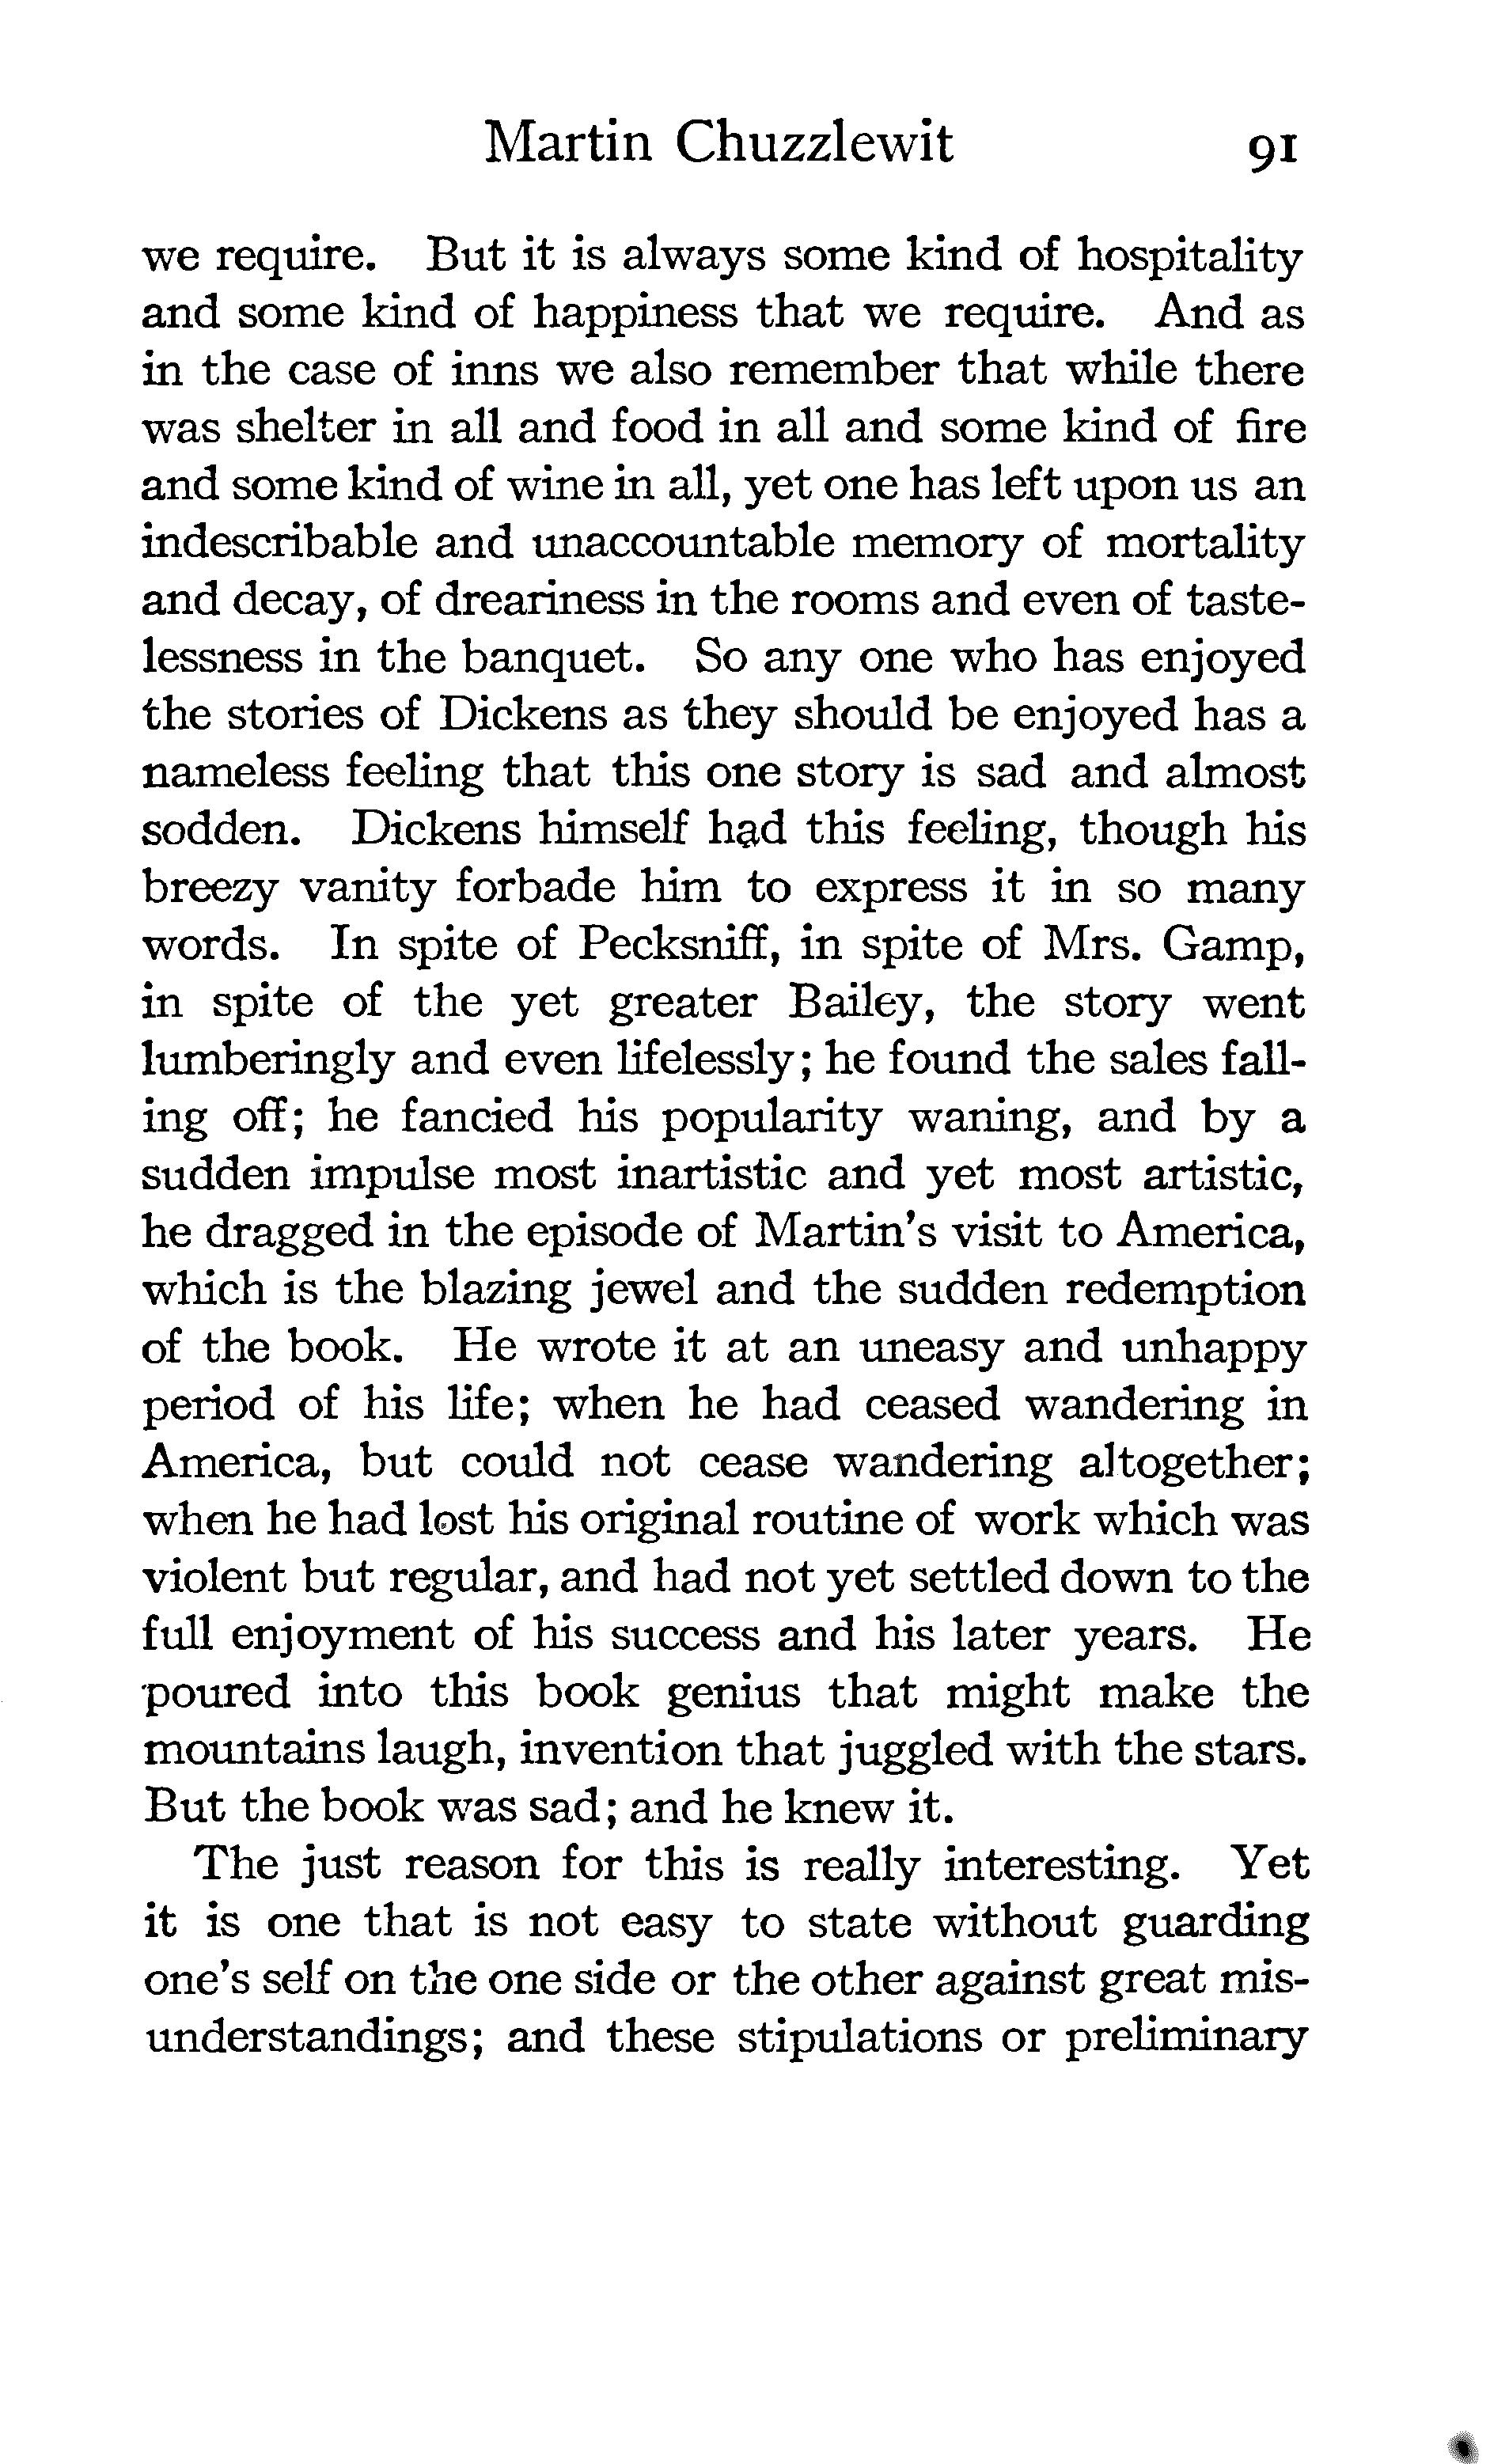 Martin Chuzzlewit 91
we require. But it is always some kind of hospitality
and some kind of happiness that we require. And as
in the case of inns we also remember that while there
was shelter in all and food in all and some kind of fire
and some kind of wine in all, yet one has left upon us an
indescribable and unaccountable memory of mortality
and decay, of dreariness in the rooms and even of taste-
lessness in the banquet. So any one who has enjoyed
the stories of Dickens as they should be enjoyed has a
nameless feeling that this one story is sad and almost
sodden. Dickens himself had this feeling, though his
breezy vanity forbade him to express it in so many
words. In spite of Pecksniff, in spite of Mrs. Gamp,
in spite of the yet greater Bailey, the story went
lumberingly and even lifelessly; he found the sales fall-
ing off; he fancied his popularity waning, and by a
sudden impulse most inartistic and yet most artistic,
he dragged in the episode of Martin's visit to America,
which is the blazing jewel and the sudden redemption
of the book. He wrote it at an uneasy and unhappy
period of his life; when he had ceased wandering in
America, but could not cease wandering altogether;
when he had lost his original routine of work which was
violent but regular, and had not yet settled down to the
full enjoyment of his success and his later years. He
poured into this book genius that might make the
mountains laugh, invention that juggled with the stars.
But the book was sad; and he knew it.
The just reason for this is really interesting. Yet
it is one that is not easy to state without guarding
one's self on the one side or the other against great mis-
understandings; and these stipulations or preliminary